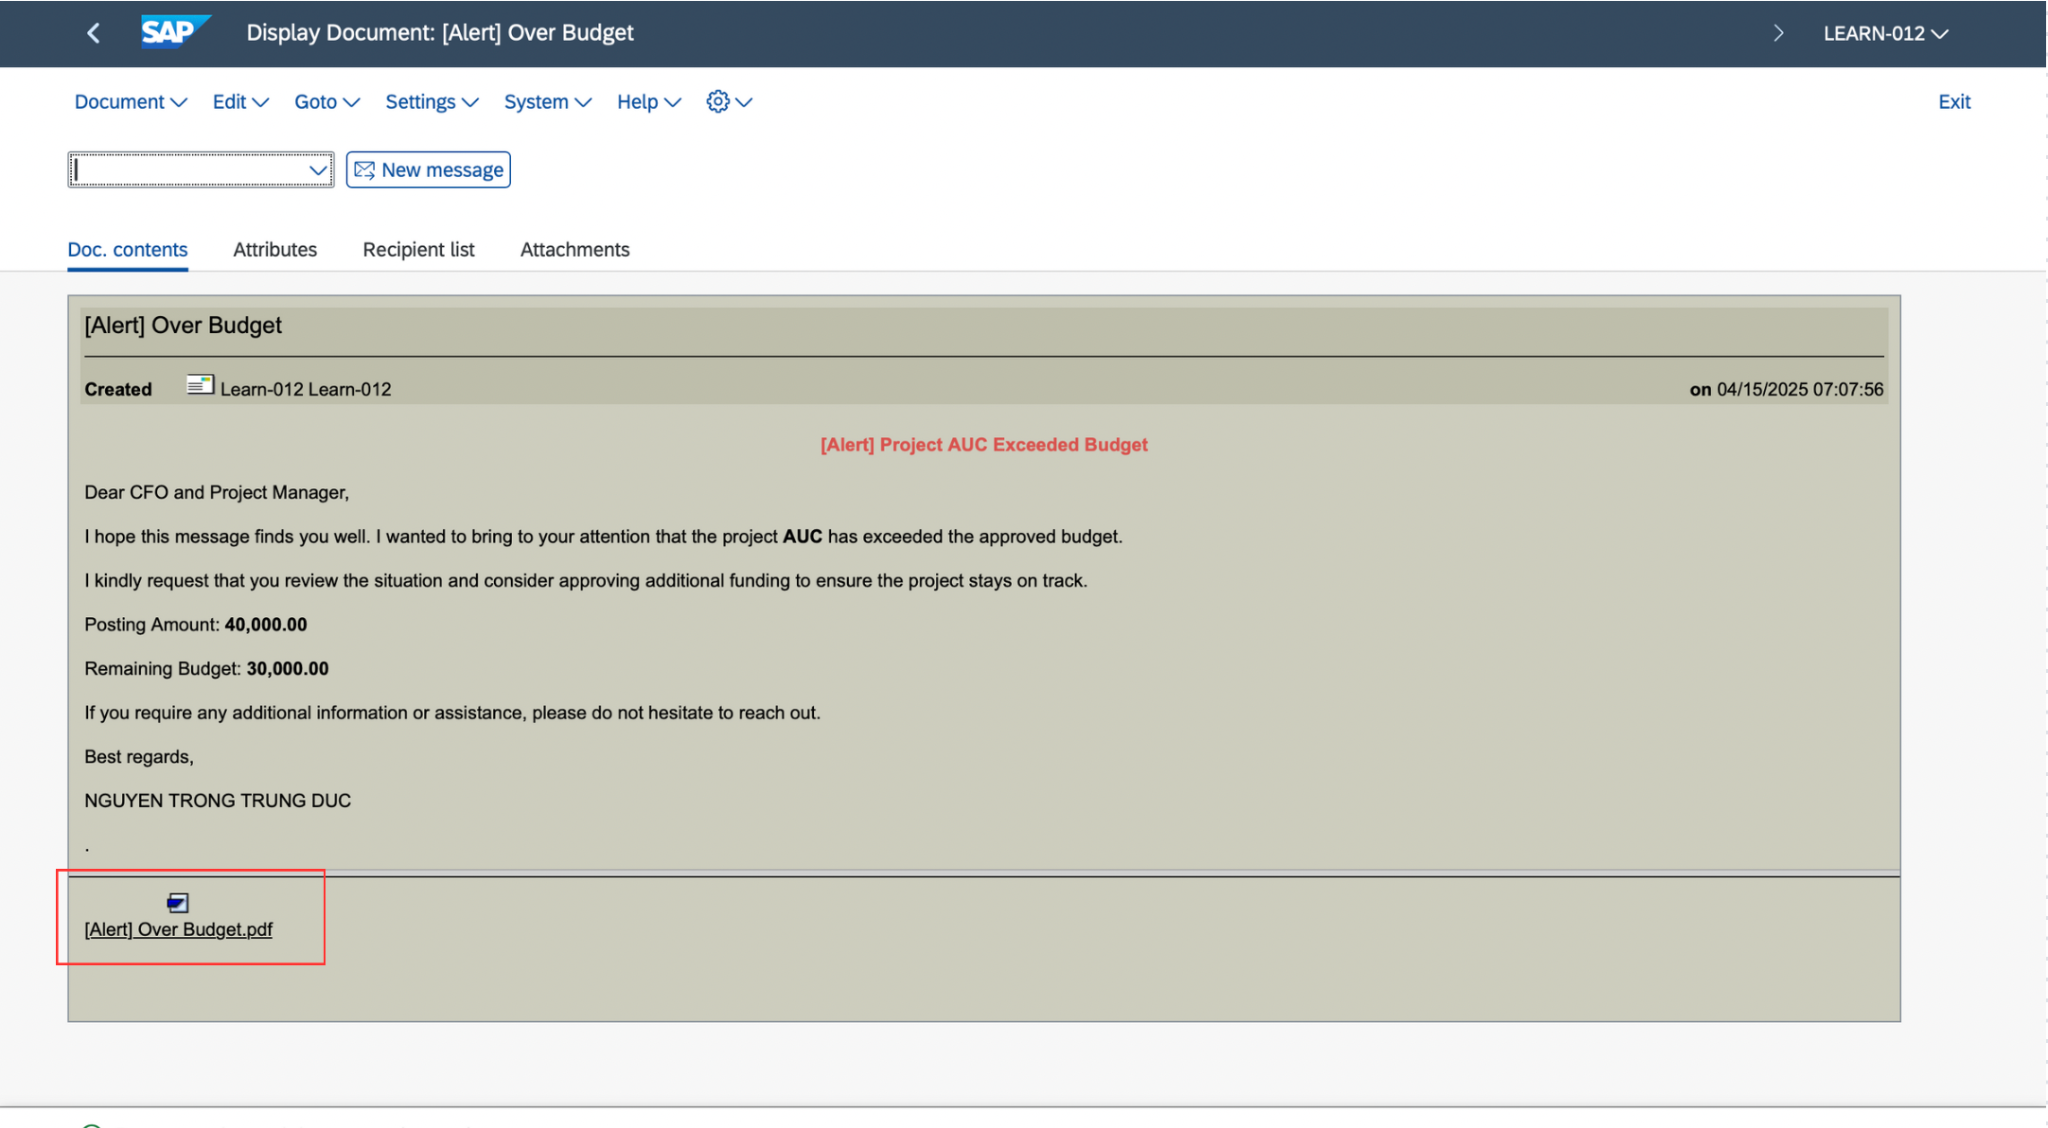 SAP Display Document: [Alert] Over Budget LEARN-012
Document Edit Goto Settings System Help Exit
New message
Doc. contents Attributes Recipient list Attachments
[Alert] Over Budget
Created Learn-012 Learn-012 on 04/15/2025 07:07:56
[Alert] Project AUC Exceeded Budget
Dear CFO and Project Manager,
I hope this message finds you well. I wanted to bring to your attention that the project AUC has exceeded the approved budget.
I kindly request that you review the situation and consider approving additional funding to ensure the project stays on track.
Posting Amount: 40,000.00
Remaining Budget: 30,000.00
If you require any additional information or assistance, please do not hesitate to reach out.
Best regards,
NGUYEN TRONG TRUNG DUC
.
[Alert] Over Budget.pdf